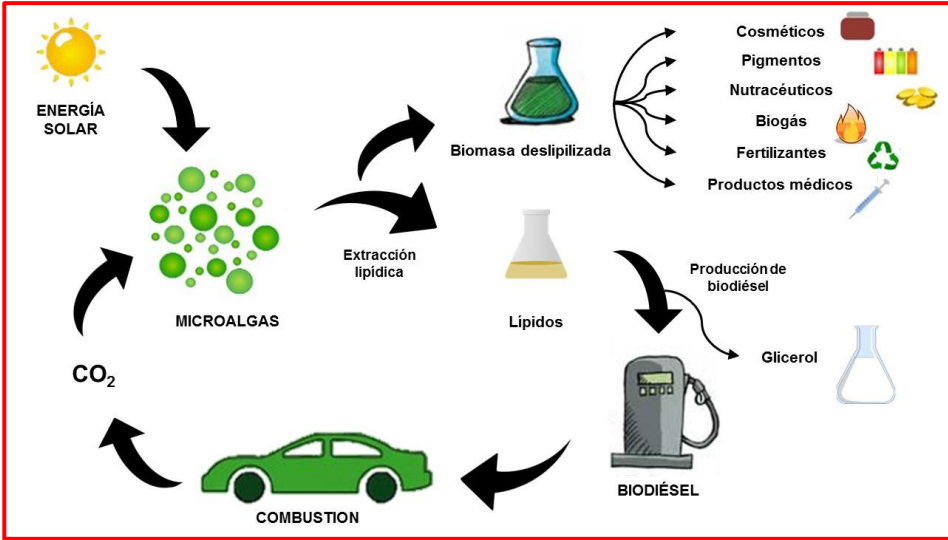 ENERGÍA
SOLAR
MICROALGAS
CO₂
Extracción
lipídica
Biomasa deslipilizada
Cosméticos
Pigmentos
Nutracéuticos
Biogás
Fertilizantes
Productos médicos
Lípidos
Producción de
biodiésel
Glicerol
BIODIÉSEL
COMBUSTION